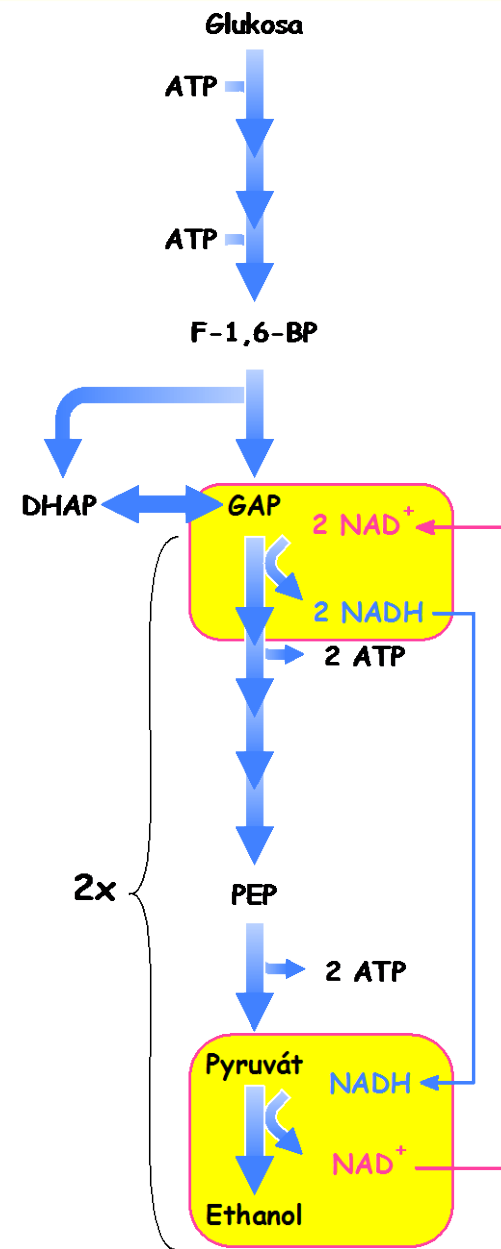 Glukosa
ATP
ATP
F-1,6-BP
DHAP
GAP
2 NAD+
2 NADH
2 ATP
2x
PEP
2 ATP
Pyruvát
NADH
NAD+
Ethanol